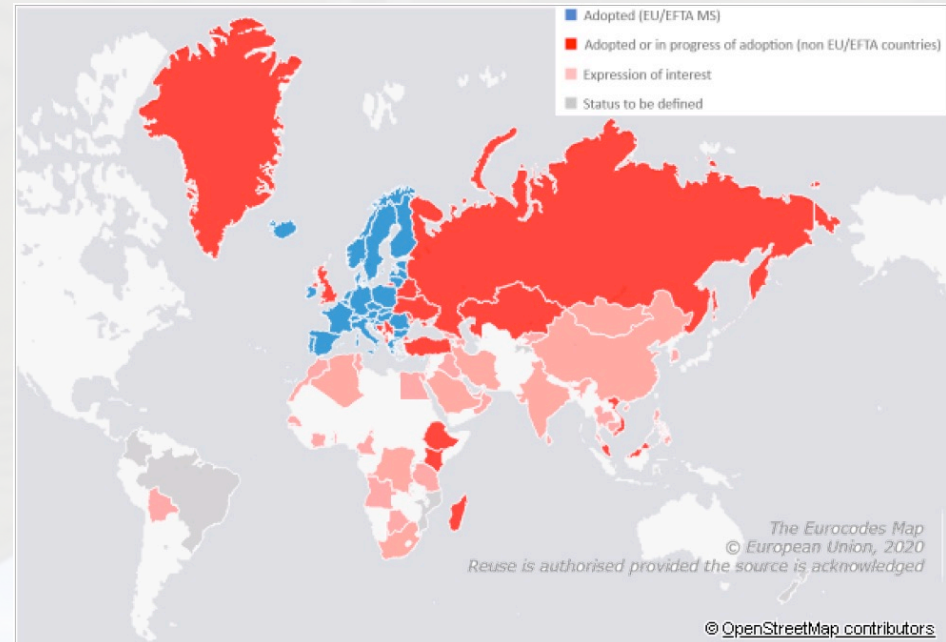 Adopted (EU/EFTA MS)
Adopted or in progress of adoption (non EU/EFTA countries)
Expression of interest
Status to be defined
The Eurocodes Map
© European Union, 2020
Reuse is authorised provided the source is acknowledged
© OpenStreetMap contributors